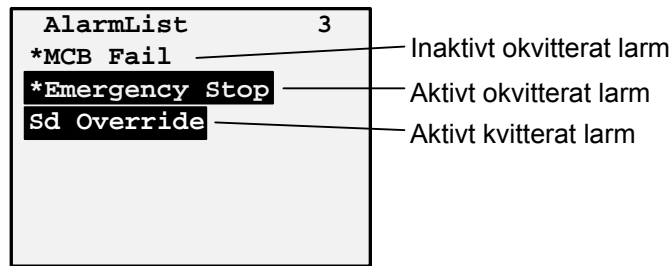 AlarmList 3
*MCB Fail
Inaktivt okvitterat larm
*Emergency Stop
Aktivt okvitterat larm
Sd Override
Aktivt kvitterat larm